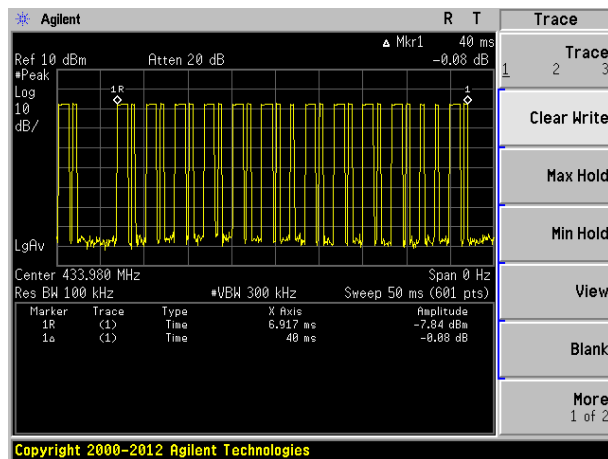 Agilent R T Trace
Δ Mkr1 40 ms
Ref 10 dBm Atten 20 dB -0.08 dB
#Peak
Log
10
dB/
1R
1
LgAv
Center 433.980 MHz Span 0 Hz
Res BW 100 kHz #VBW 300 kHz Sweep 50 ms (601 pts)
Marker Trace Type X Axis Amplitude
1R (1) Time 6.917 ms -7.84 dBm
1Δ (1) Time 40 ms -0.08 dB
Copyright 2000-2012 Agilent Technologies
Trace
1 2 3
Clear Write
Max Hold
Min Hold
View
Blank
More
1 of 2